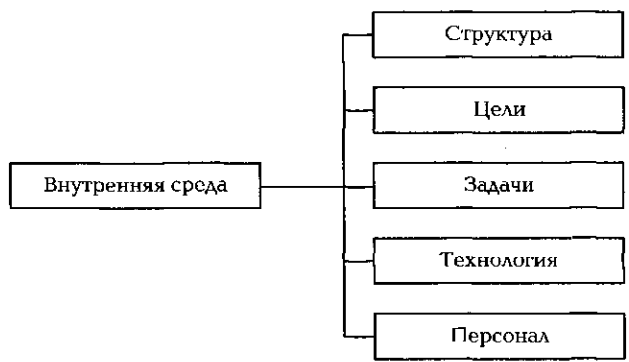 Структура
Цели
Внутренняя среда
Задачи
Технология
Персонал